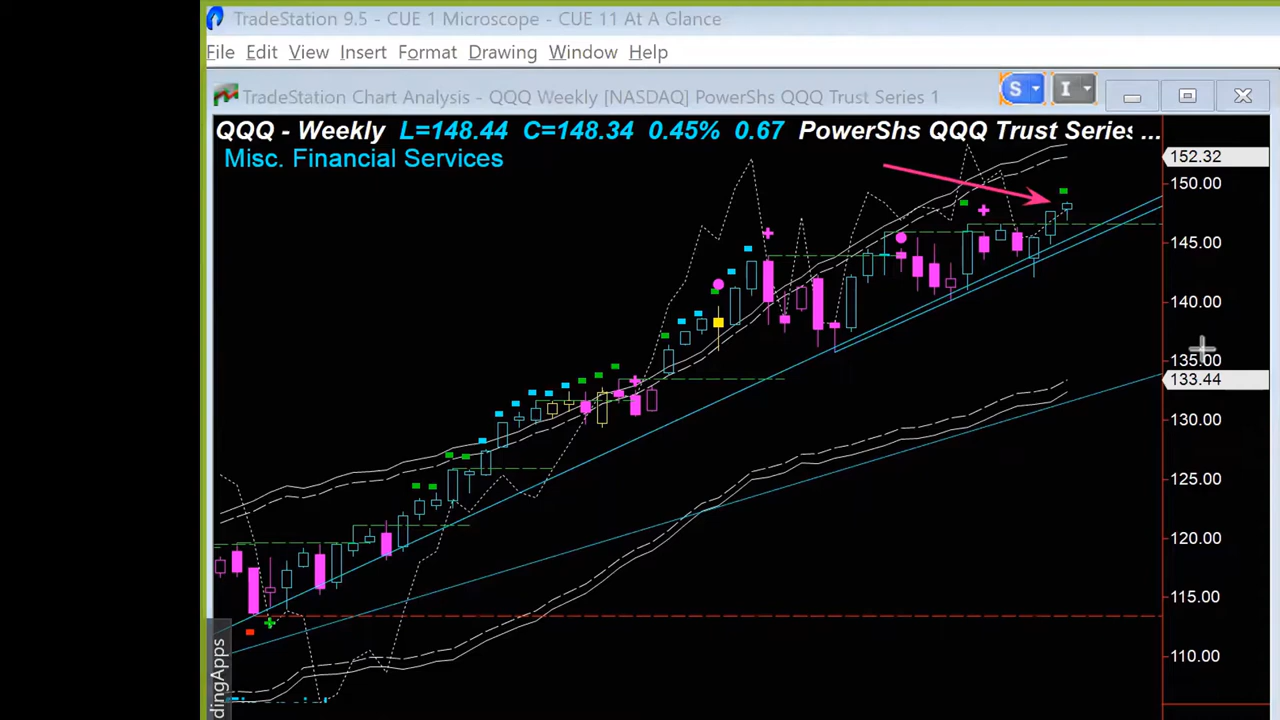 TradeStation 9.5 - CUE 1 Microscope - CUE 11 At A Glance
File Edit View Insert Format Drawing Window Help
TradeStation Chart Analysis - QQQ Weekly [NASDAQ] PowerShs QQQ Trust Series 1
S I
QQQ - Weekly L=148.44 C=148.34 0.45% 0.67 PowerShs QQQ Trust Series ...
Misc. Financial Services
152.32
150.00
145.00
140.00
135.00
133.44
130.00
125.00
120.00
115.00
110.00
dingApps